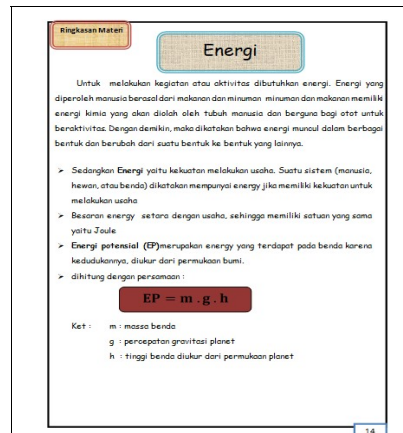 Ringkasan Materi
Energi
Untuk melakukan kegiatan atau aktivitas dibutuhkan energi. Energi yang
diperoleh manusia berasal dari makanan dan minuman minuman dan makanan memiliki
energi kimia yang akan diolah oleh tubuh manusia dan berguna bagi otot untuk
beraktivitas. Dengan demikin, maka dikatakan bahwa energi muncul dalam berbagai
bentuk dan berubah dari suatu bentuk ke bentuk yang lainnya.
➢ Sedangkan Energi yaitu kekuatan melakukan usaha. Suatu sistem (manusia,
hewan, atau benda) dikatakan mempunyai energy jika memiliki kekuatan untuk
melakukan usaha
➢ Besaran energy setara dengan usaha, sehingga memiliki satuan yang sama
yaitu Joule
➢ Energi potensial (EP)merupakan energy yang terdapat pada benda karena
kedudukannya, diukur dari permukaan bumi.
➢ dihitung dengan persamaan :
EP = m . g . h
Ket : m : massa benda
g : percepatan gravitasi planet
h : tinggi benda diukur dari permukaan planet
14